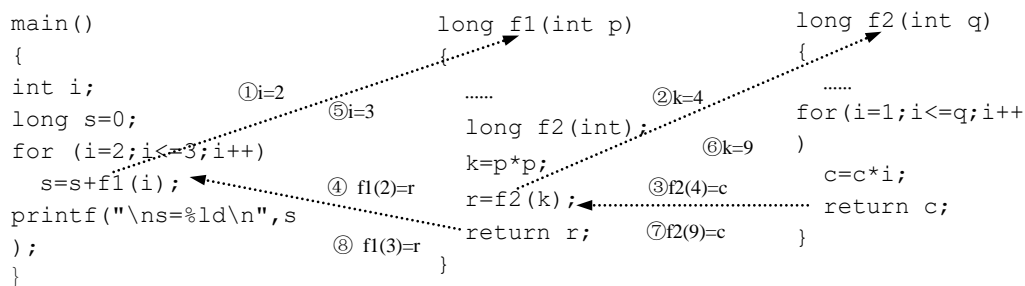 main()
{
int i;
long s=0;
for (i=2;i<=3;i++)
s=s+f1(i);
printf("\ns=%ld\n",s
);
}
①i=2
⑤i=3
④ f1(2)=r
⑧ f1(3)=r
long f1(int p)
{
……
long f2(int);
k=p*p;
r=f2(k);
return r;
}
②k=4
⑥k=9
③f2(4)=c
⑦f2(9)=c
long f2(int q)
{
……
for(i=1;i<=q;i++
)
c=c*i;
return c;
}